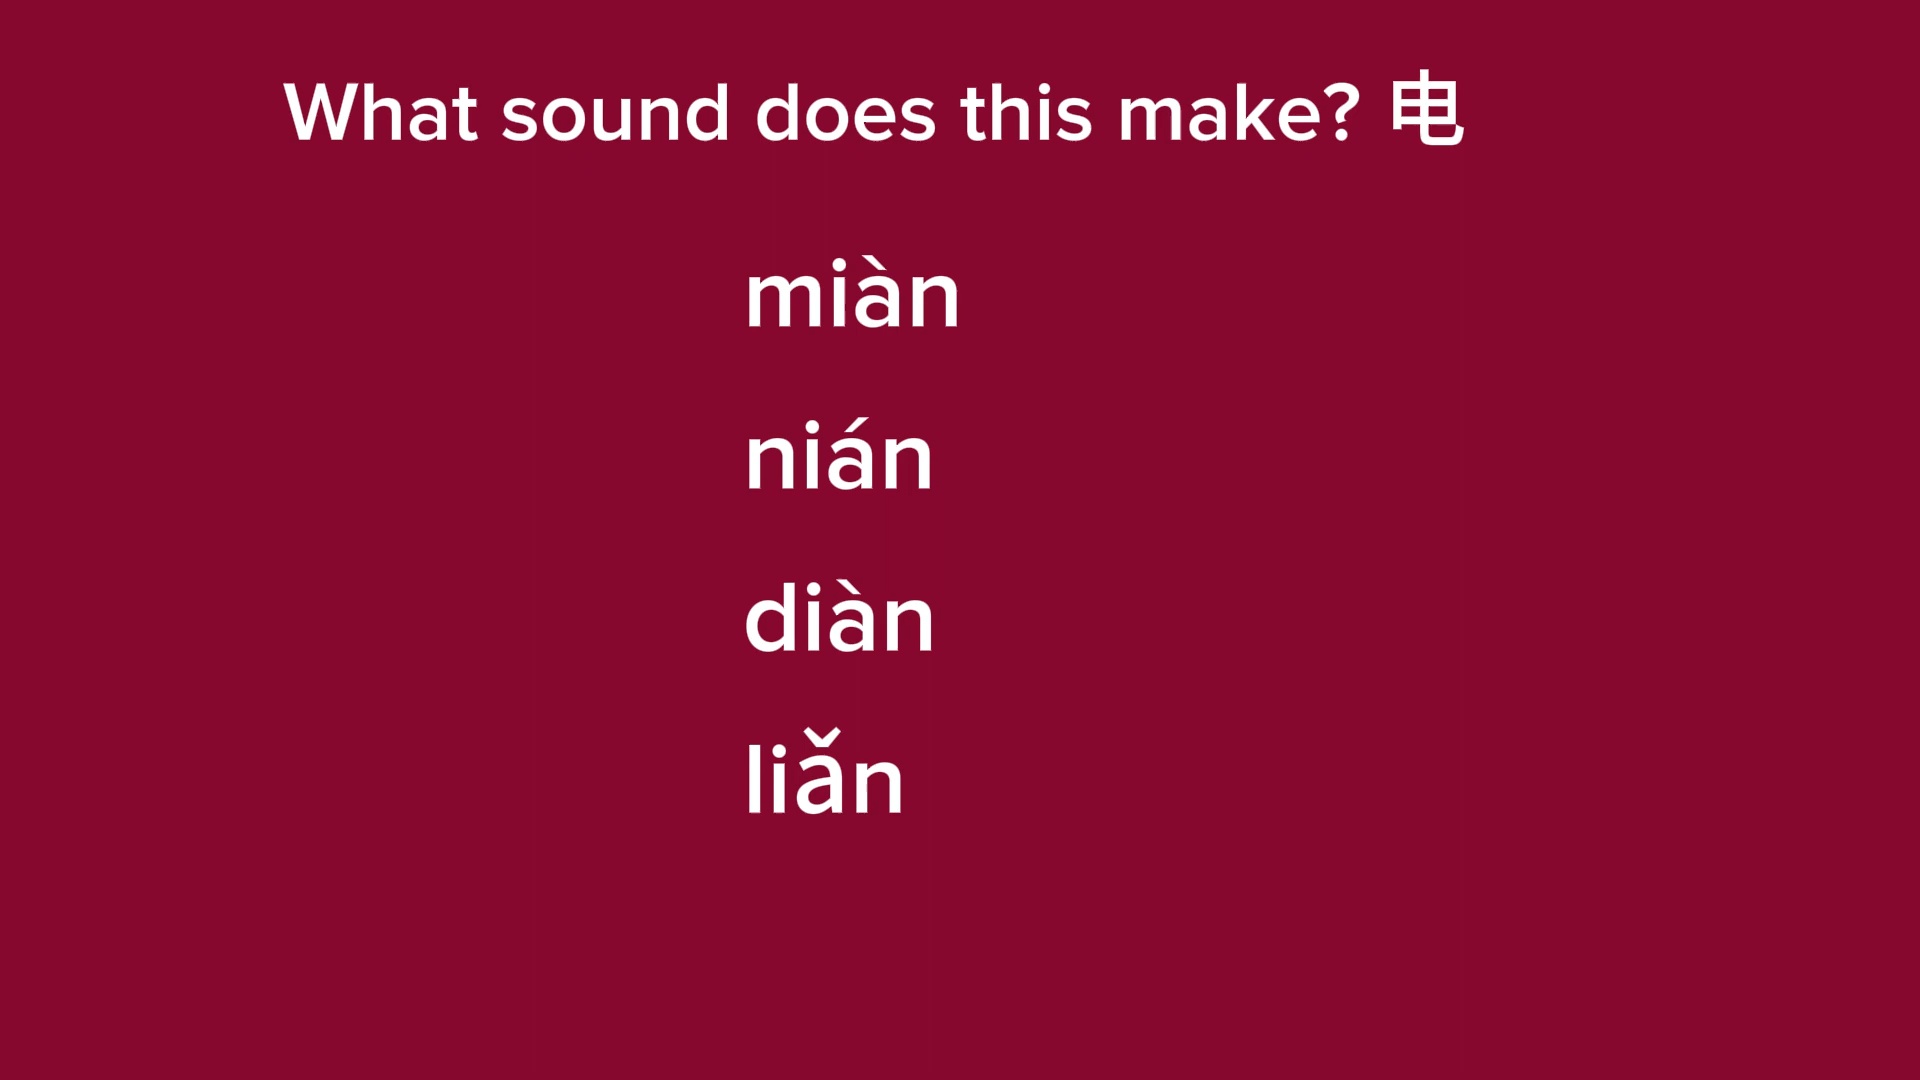 What sound does this make? 电
miàn
nián
diàn
liǎn